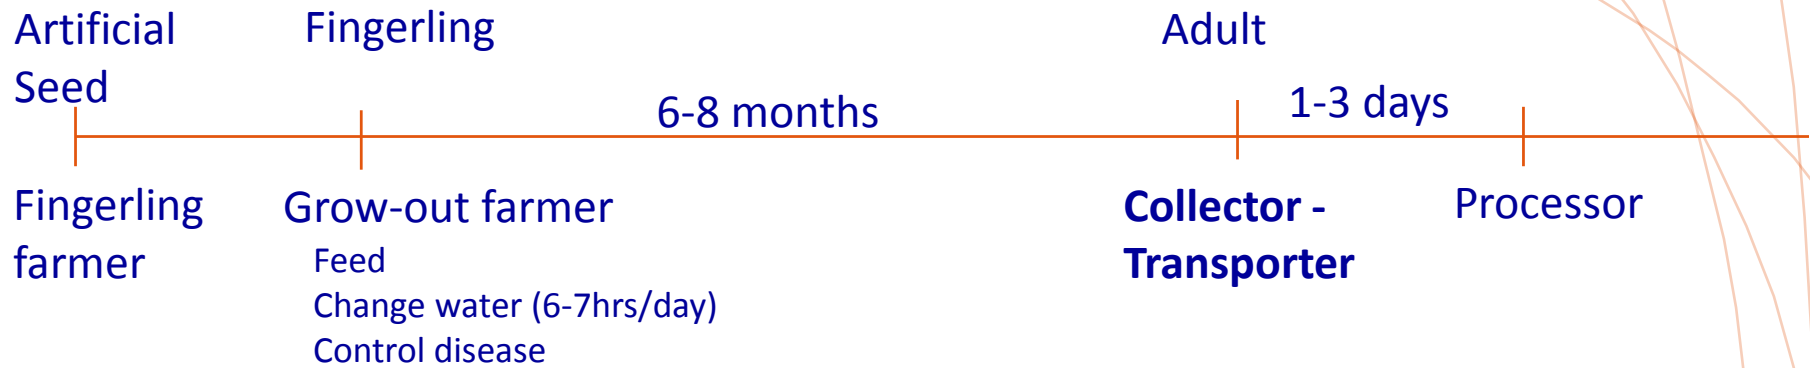 Artificial
Seed
Fingerling
Adult
6-8 months
1-3 days
Fingerling
farmer
Grow-out farmer
Feed
Change water (6-7hrs/day)
Control disease
Collector -
Transporter
Processor